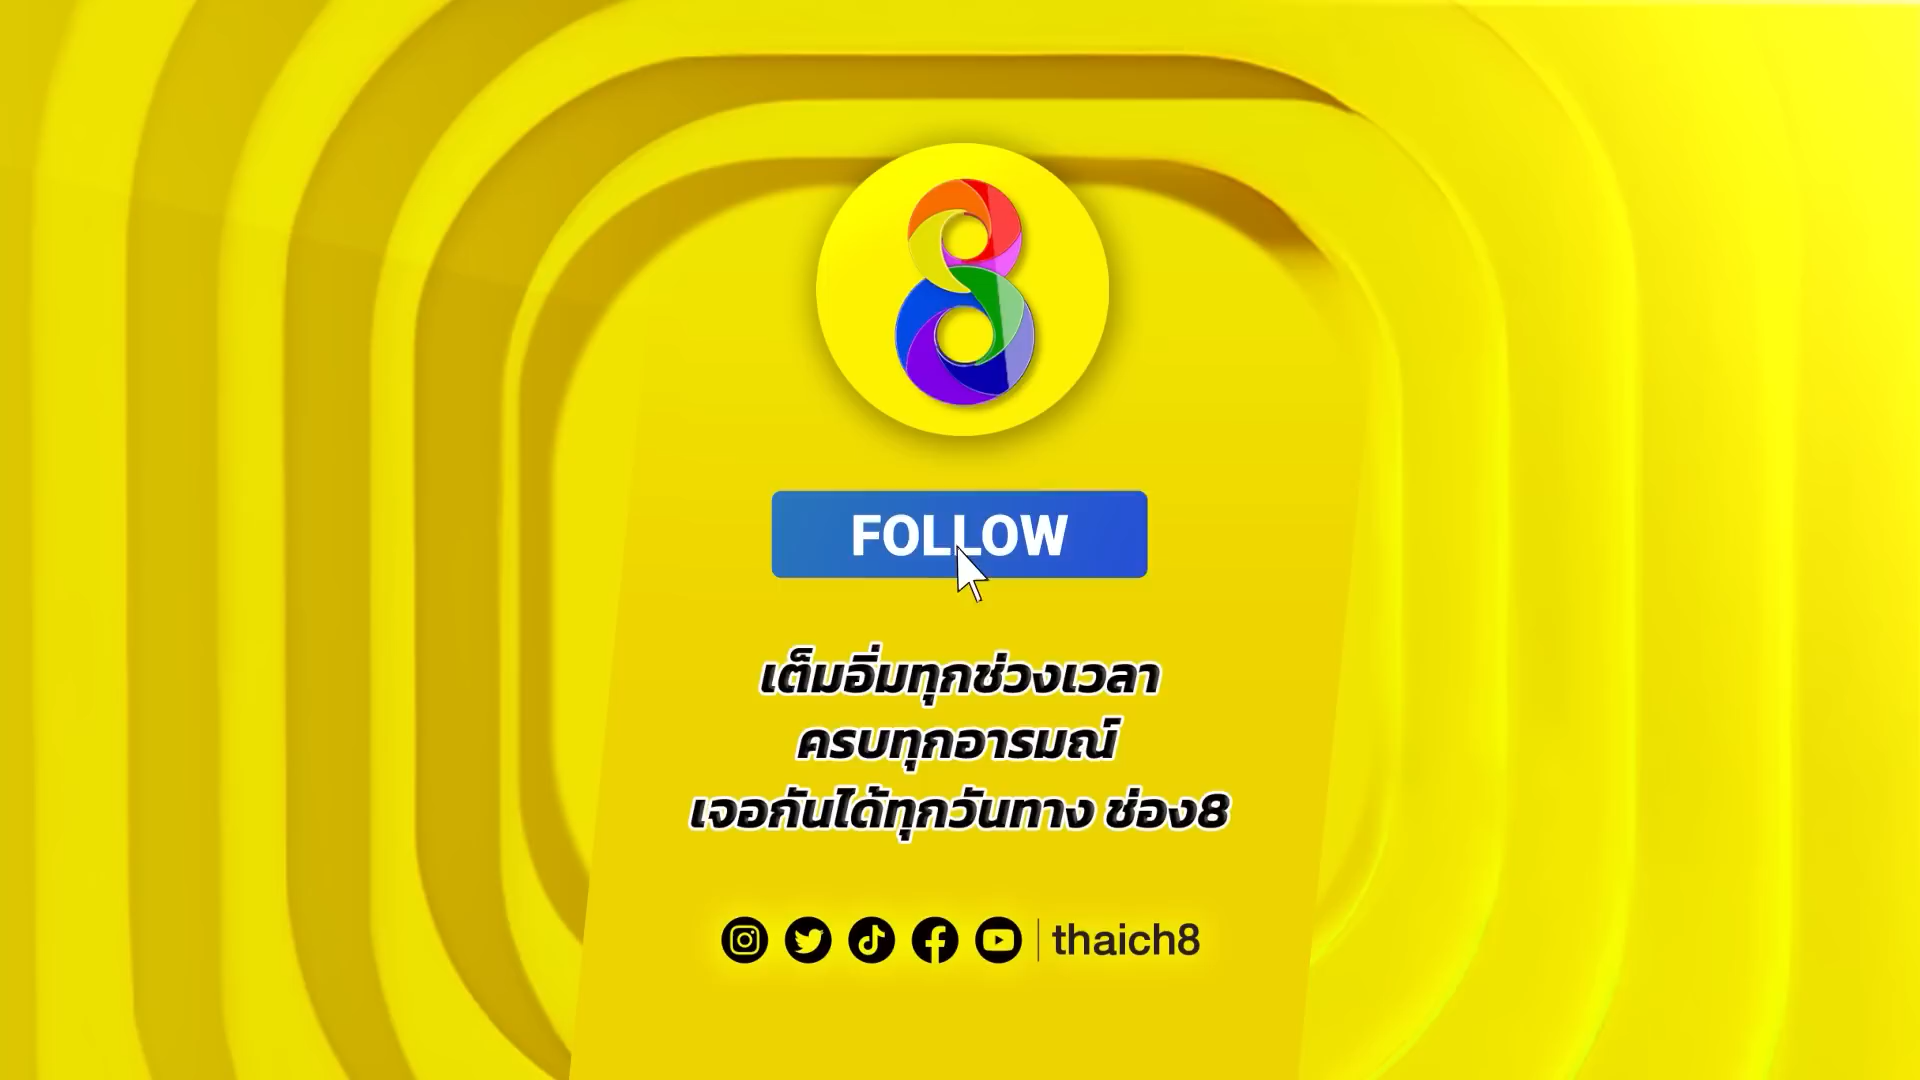 8
FOLLOW
เต็มอิ่มทุกช่วงเวลา
ครบทุกอารมณ์
เจอกันได้ทุกวันทาง ช่อง8
thaich8